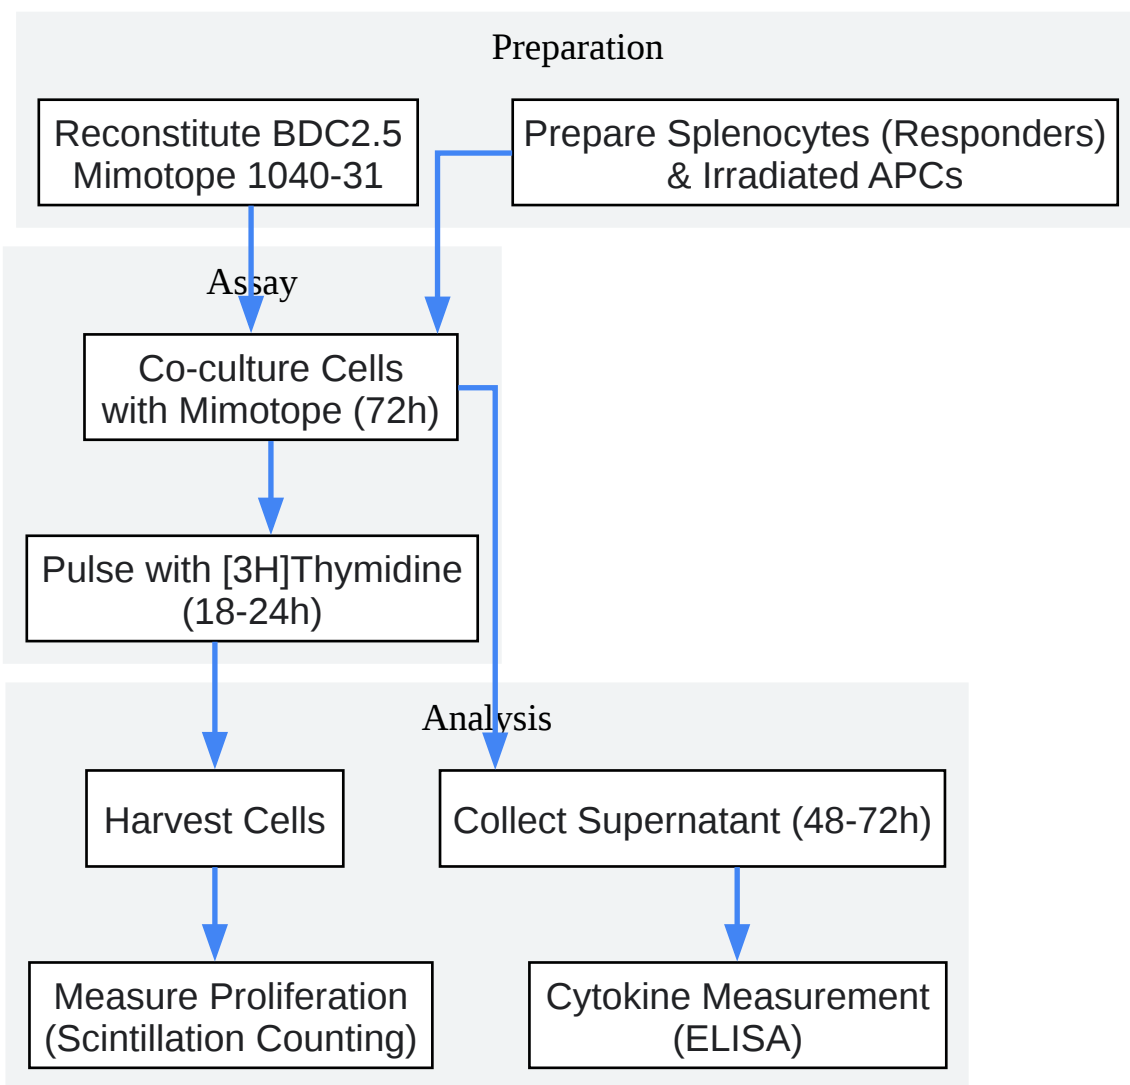 Preparation
Reconstitute BDC2.5
Mimotope 1040-31
Prepare Splenocytes (Responders)
& Irradiated APCs
Assay
Co-culture Cells
with Mimotope (72h)
Pulse with [3H]Thymidine
(18-24h)
Analysis
Harvest Cells
Collect Supernatant (48-72h)
Measure Proliferation
(Scintillation Counting)
Cytokine Measurement
(ELISA)